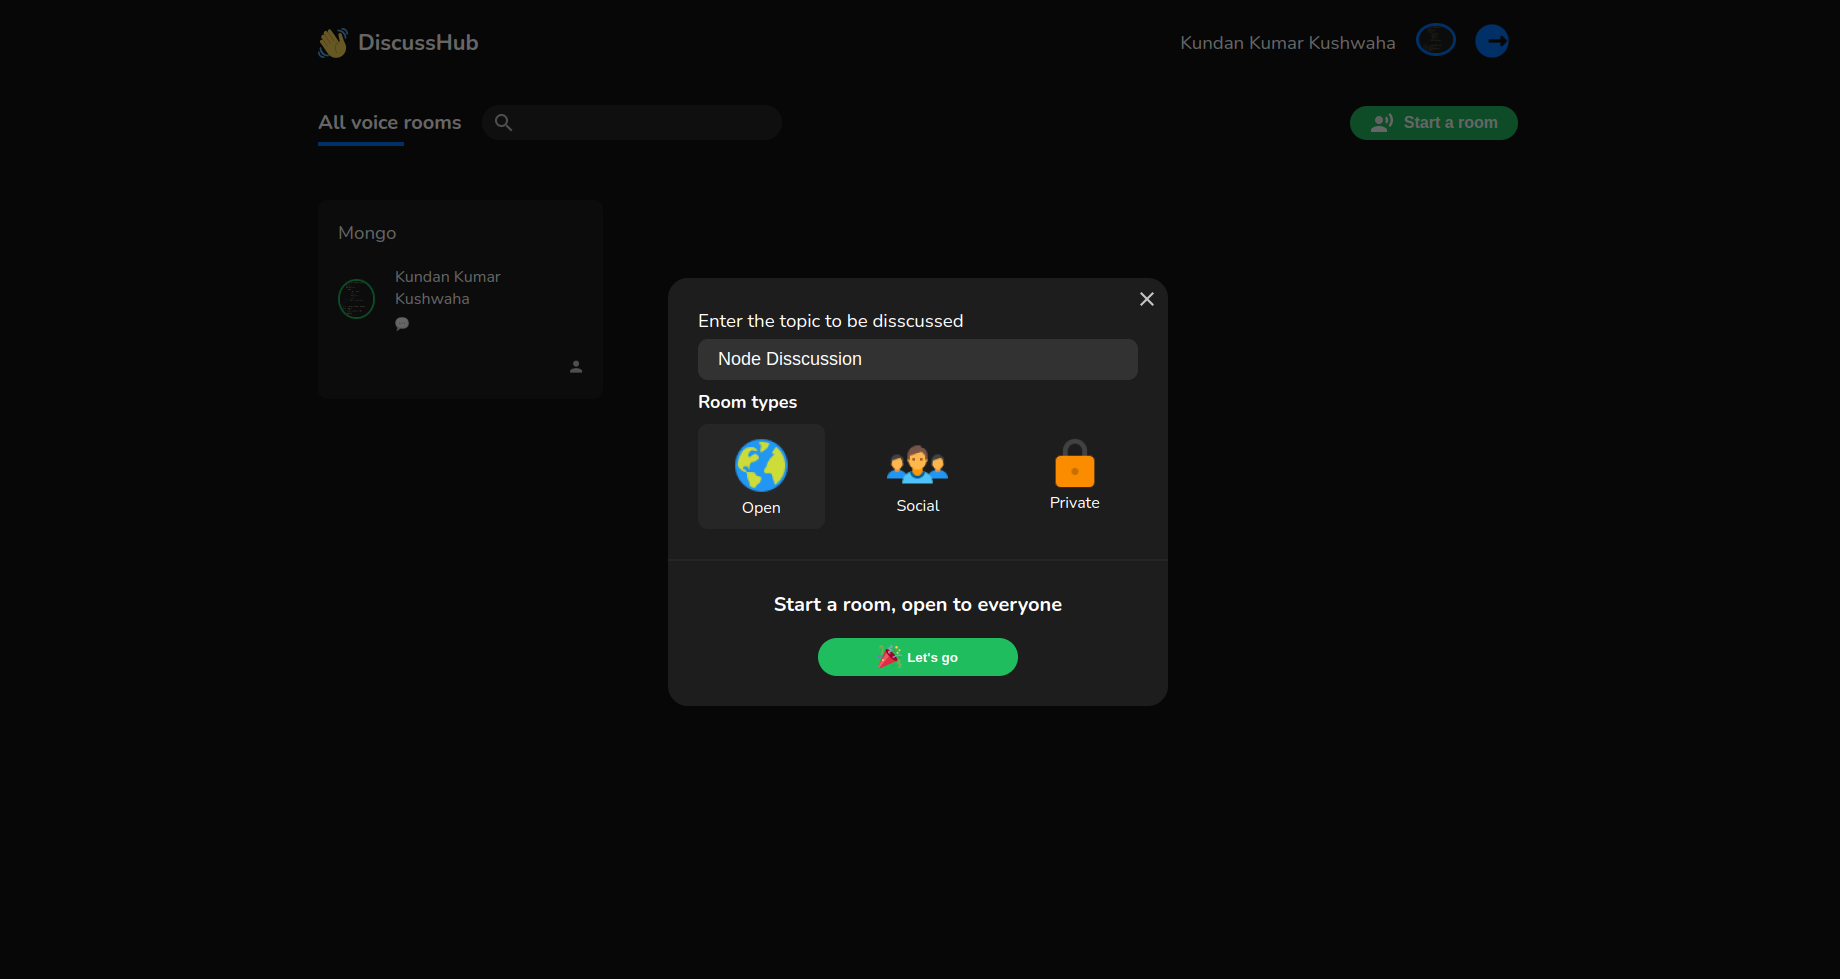 DiscussHub
Kundan Kumar Kushwaha
All voice rooms
Start a room
Mongo
Kundan Kumar
Kushwaha
Enter the topic to be disscussed
Node Disscussion
Room types
Open
Social
Private
Start a room, open to everyone
Let's go